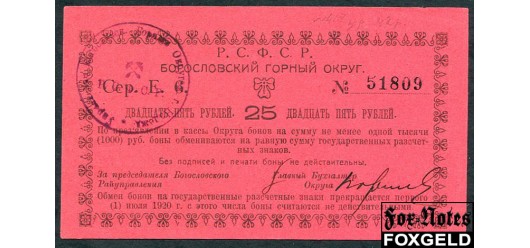 Р. С. Ф. С. Р.
БОГОСЛОВСКИЙ ГОРНЫЙ ОКРУГ.
Сер. Е. С. № 51809
ДВАДЦАТЬ ПЯТЬ РУБЛЕЙ. 25 ДВАДЦАТЬ ПЯТЬ РУБЛЕЙ.
По предъявлении в кассы Округа бонов на сумму не менее одной тысячи
(1000) руб. боны обмениваются на равную сумму государственных расчет-
ных знаков.
Без подписей и печати боны не действительны.
За председателя Богословского Главный Бухгалтер
Райуправления Округа
Обмен бонов на государственные расчетные знаки прекращается первого
(1) июля 1920 г. с этого числа боны считаются не действительными
Fox-Notes
FOXGELD